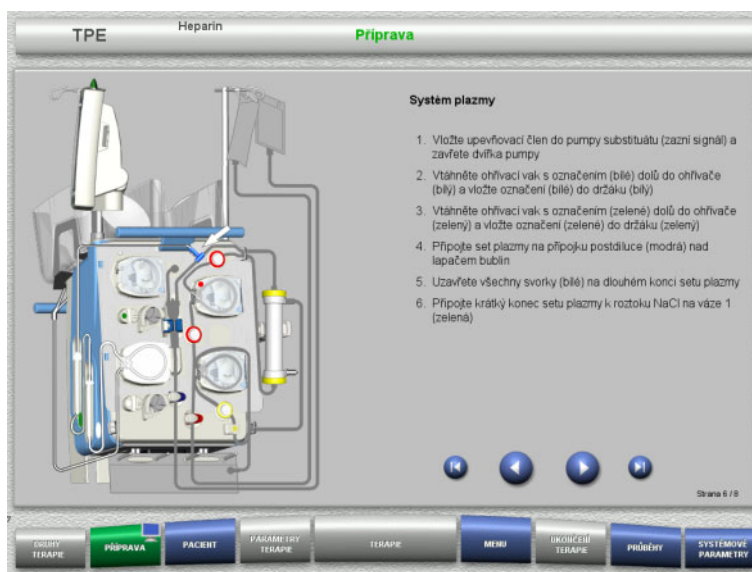 TPE
Heparin
Příprava
Systèm plazmy
1. Vložte upevňovací člen do pumpy substituátu (zazní signál) a
zavřete dvířka pumpy
2. Vtáhněte ohřívací vak s označením (bílé) dolů do ohřívače
(bílý) a vložte označení (bílé) do držáku (bílý)
3. Vtáhněte ohřívací vak s označením (zelené) dolů do ohřívače
(zelený) a vložte označení (zelené) do držáku (zelený)
4. Připojte set plazmy na přípojku postdiluce (modrá) nad
lapačem bublin
5. Uzavřete všechny svorky (bílé) na dlouhém konci setu plazmy
6. Připojte krátký konec setu plazmy k roztoku NaCl na váze 1
(zelená)
Strana 6 / 8
7
DRUHY
TERAPIE
PŘÍPRAVA
PACIENT
PARAMETRY
TERAPIE
TERAPIE
MENU
UKONČENÍ
TERAPIE
PRŮBĚHY
SYSTÉMOVÉ
PARAMETRY